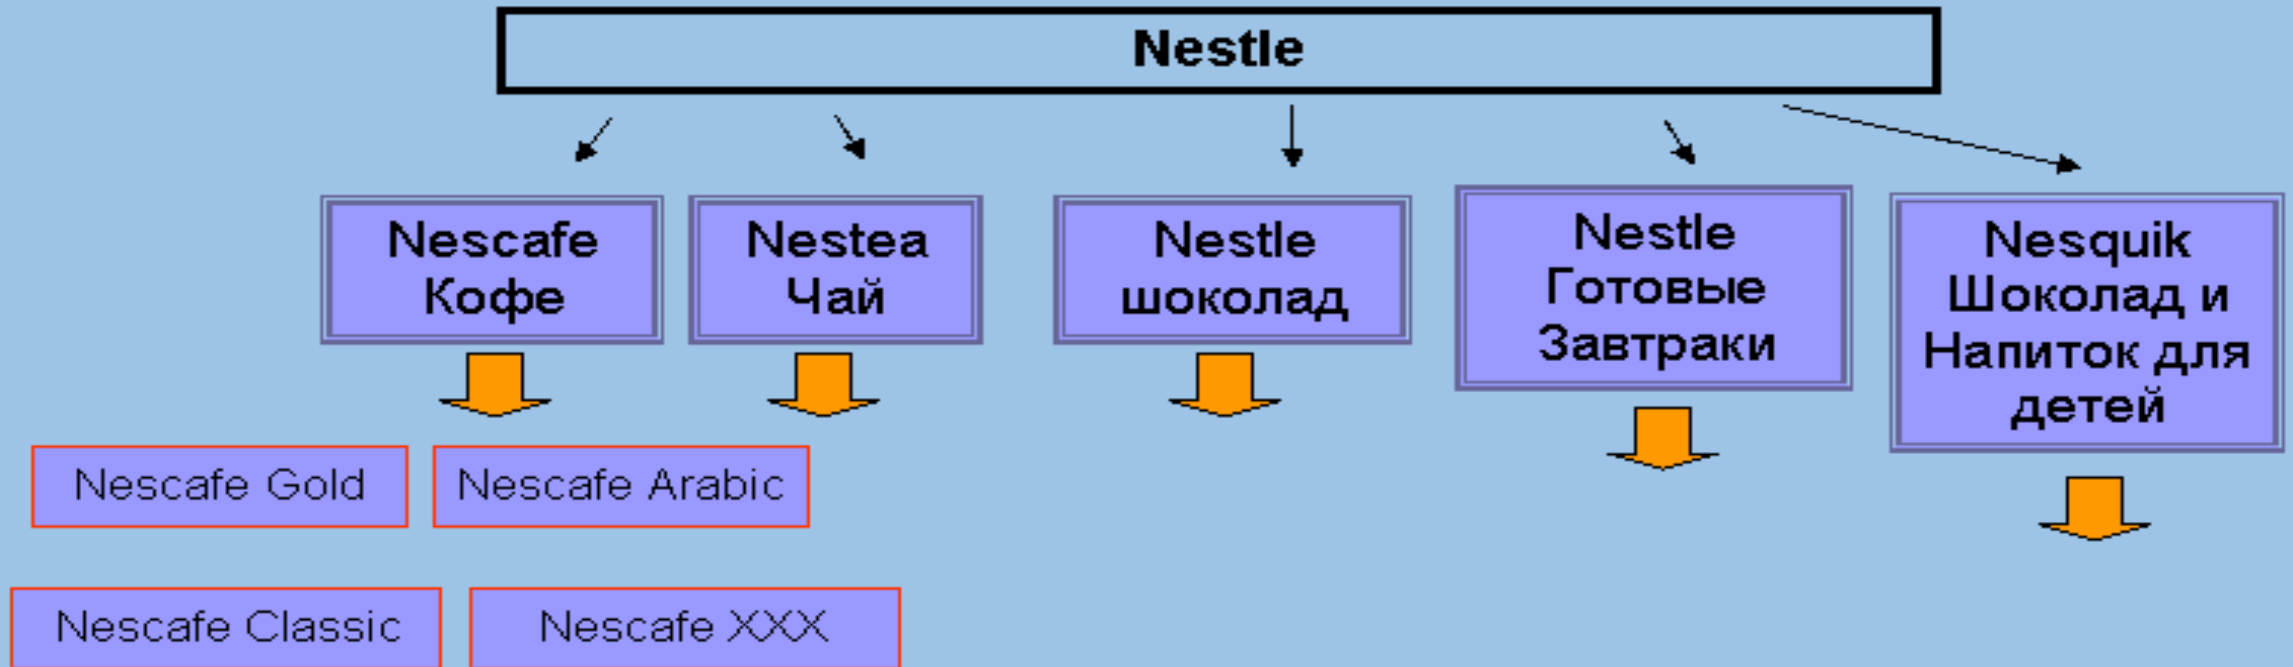 Nestle
Nescafe
Кофе
Nestea
Чай
Nestle
шоколад
Nestle
Готовые
Завтраки
Nesquik
Шоколад и
Напиток для
детей
Nescafe Gold
Nescafe Arabic
Nescafe Classic
Nescafe XXX